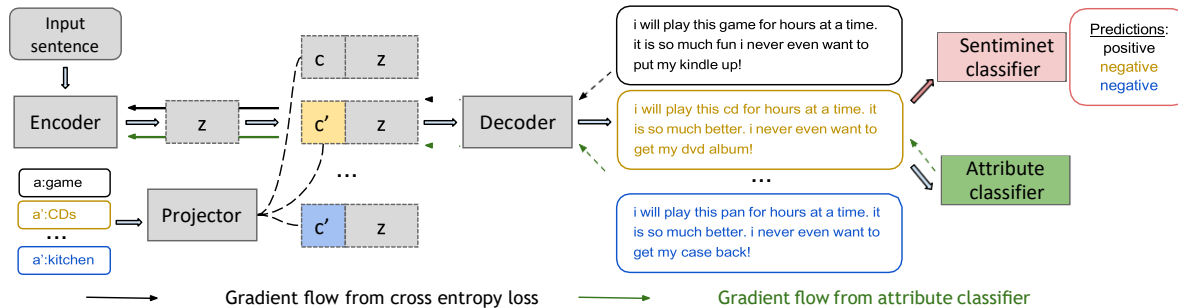 Input
sentence
Encoder
z
c z
c' z
...
c' z
a:game
a':CDs
...
a':kitchen
Projector
Decoder
i will play this game for hours at a time.
it is so much fun i never even want to
put my kindle up!
i will play this cd for hours at a time. it
is so much better. i never even want to
get my dvd album!
...
i will play this pan for hours at a time. it
is so much better. i never even want to
get my case back!
Sentiminet
classifier
Predictions:
positive
negative
negative
Attribute
classifier
Gradient flow from cross entropy loss
Gradient flow from attribute classifier